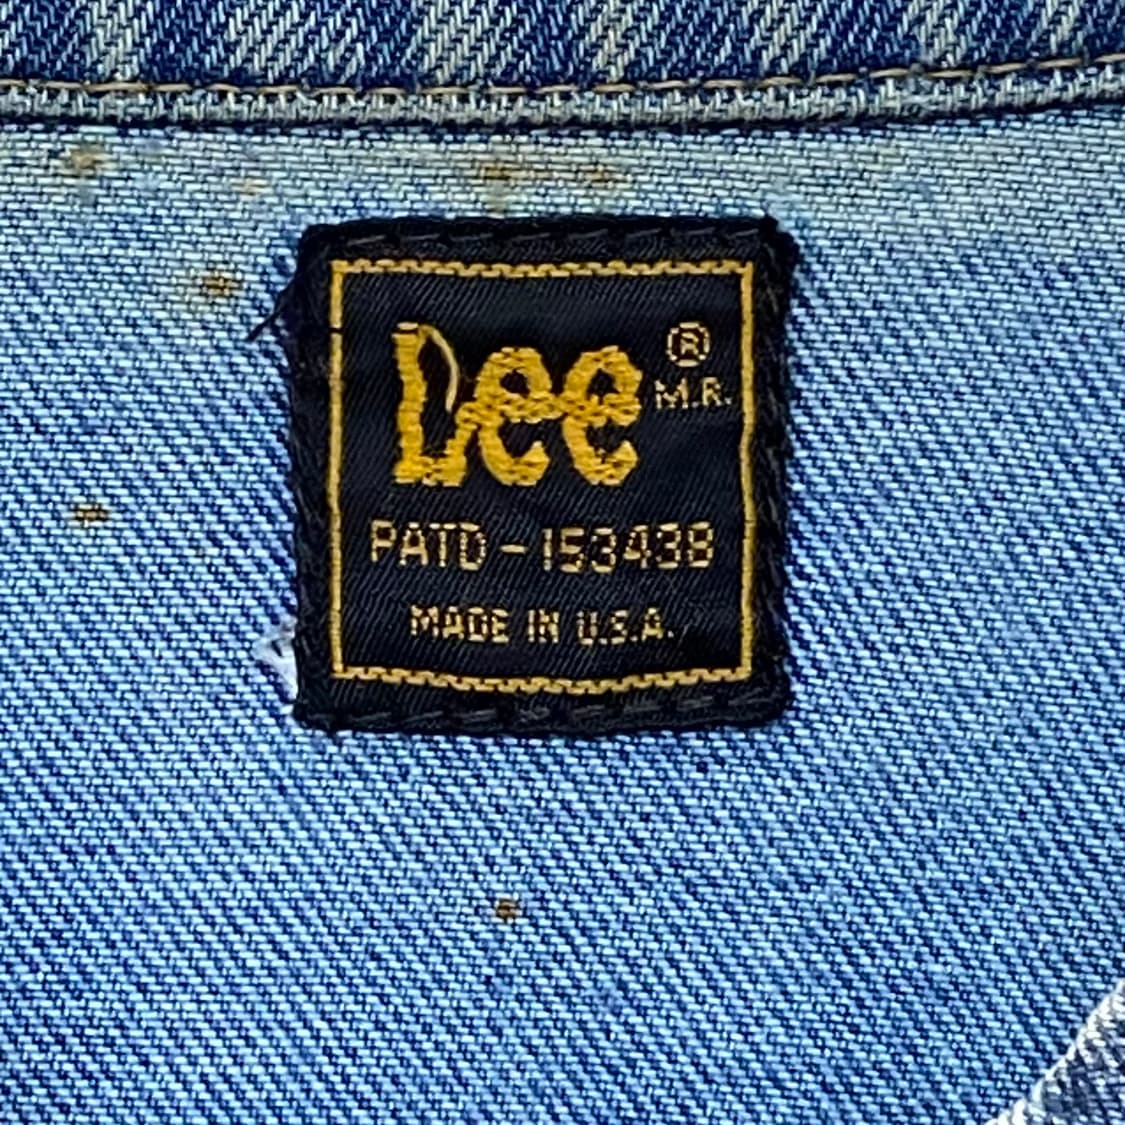 Lee ®
M.R.
PATD - 153438
MADE IN U.S.A.